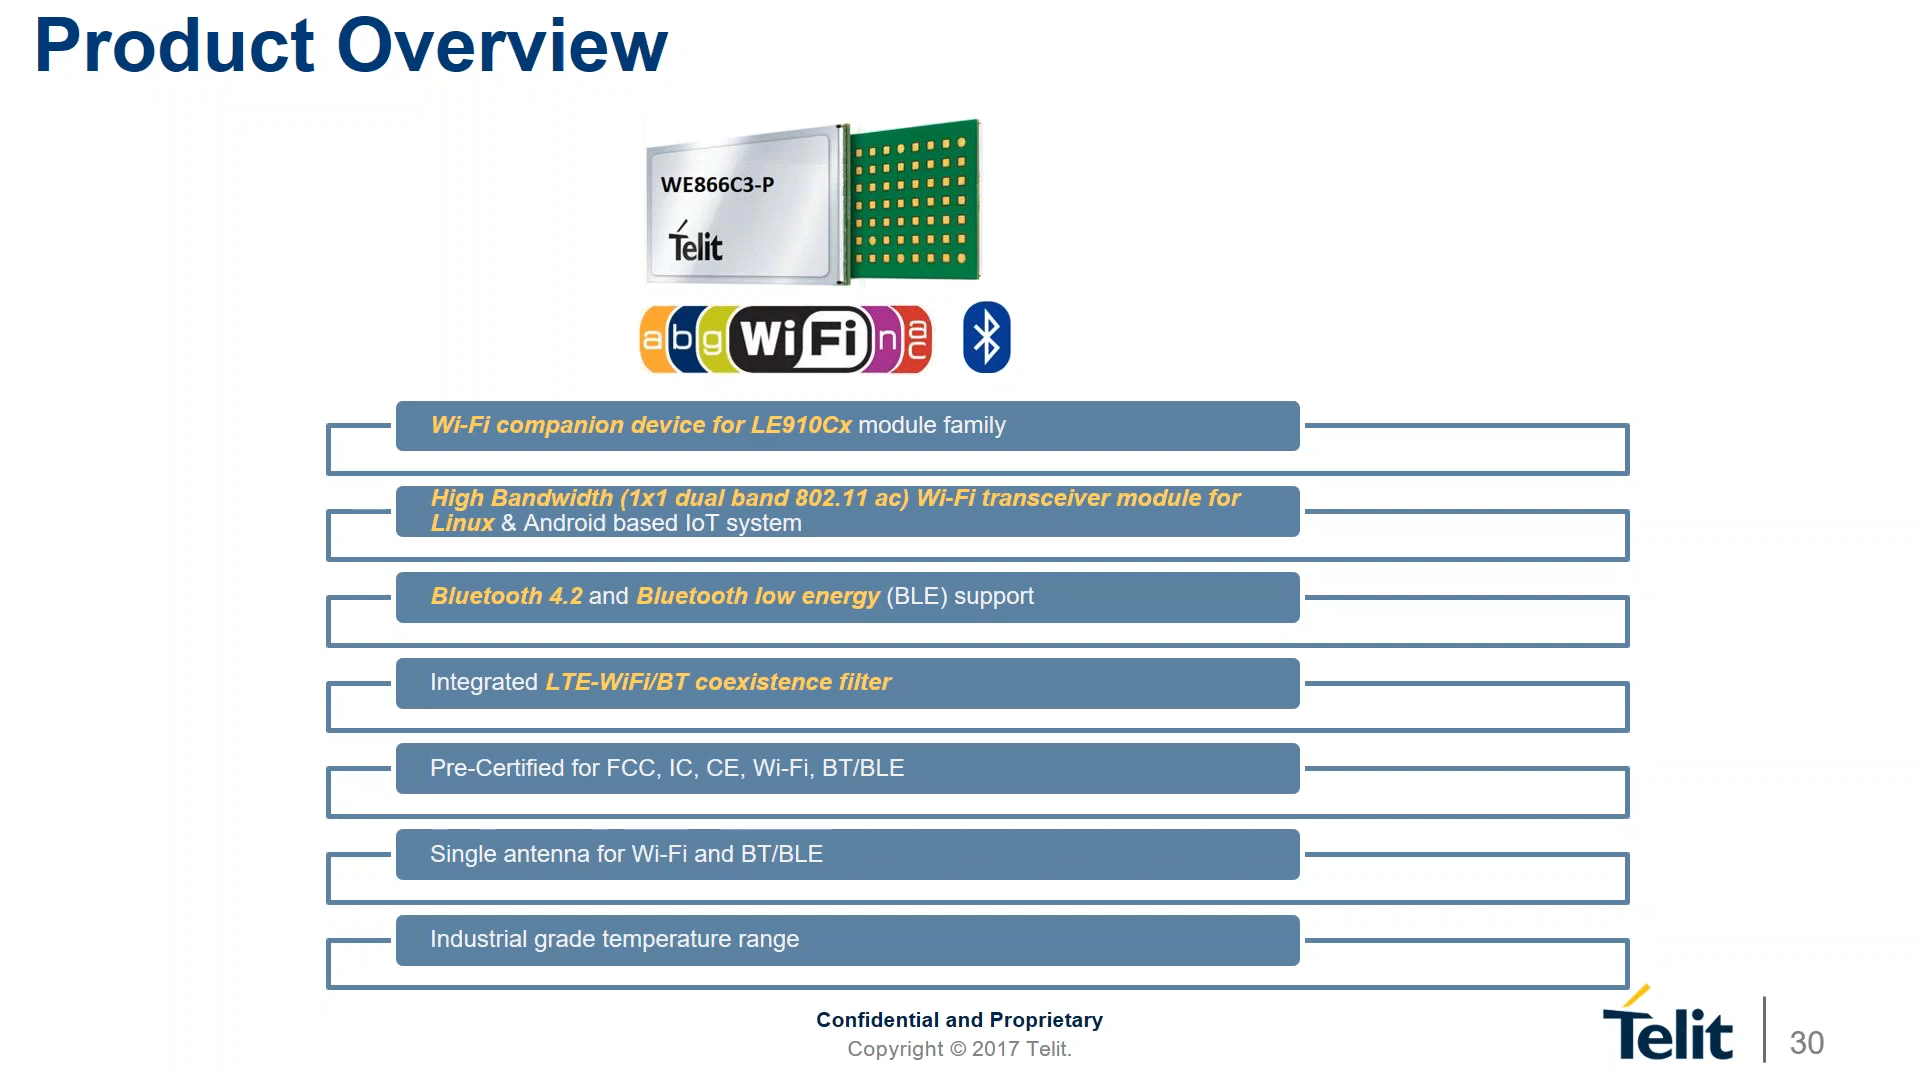 Product Overview
WE866C3-P
Telit
a b g WiFi n ac
Wi-Fi companion device for LE910Cx module family
High Bandwidth (1x1 dual band 802.11 ac) Wi-Fi transceiver module for
Linux & Android based IoT system
Bluetooth 4.2 and Bluetooth low energy (BLE) support
Integrated LTE-WiFi/BT coexistence filter
Pre-Certified for FCC, IC, CE, Wi-Fi, BT/BLE
Single antenna for Wi-Fi and BT/BLE
Industrial grade temperature range
Confidential and Proprietary
Copyright © 2017 Telit.
Telit
30